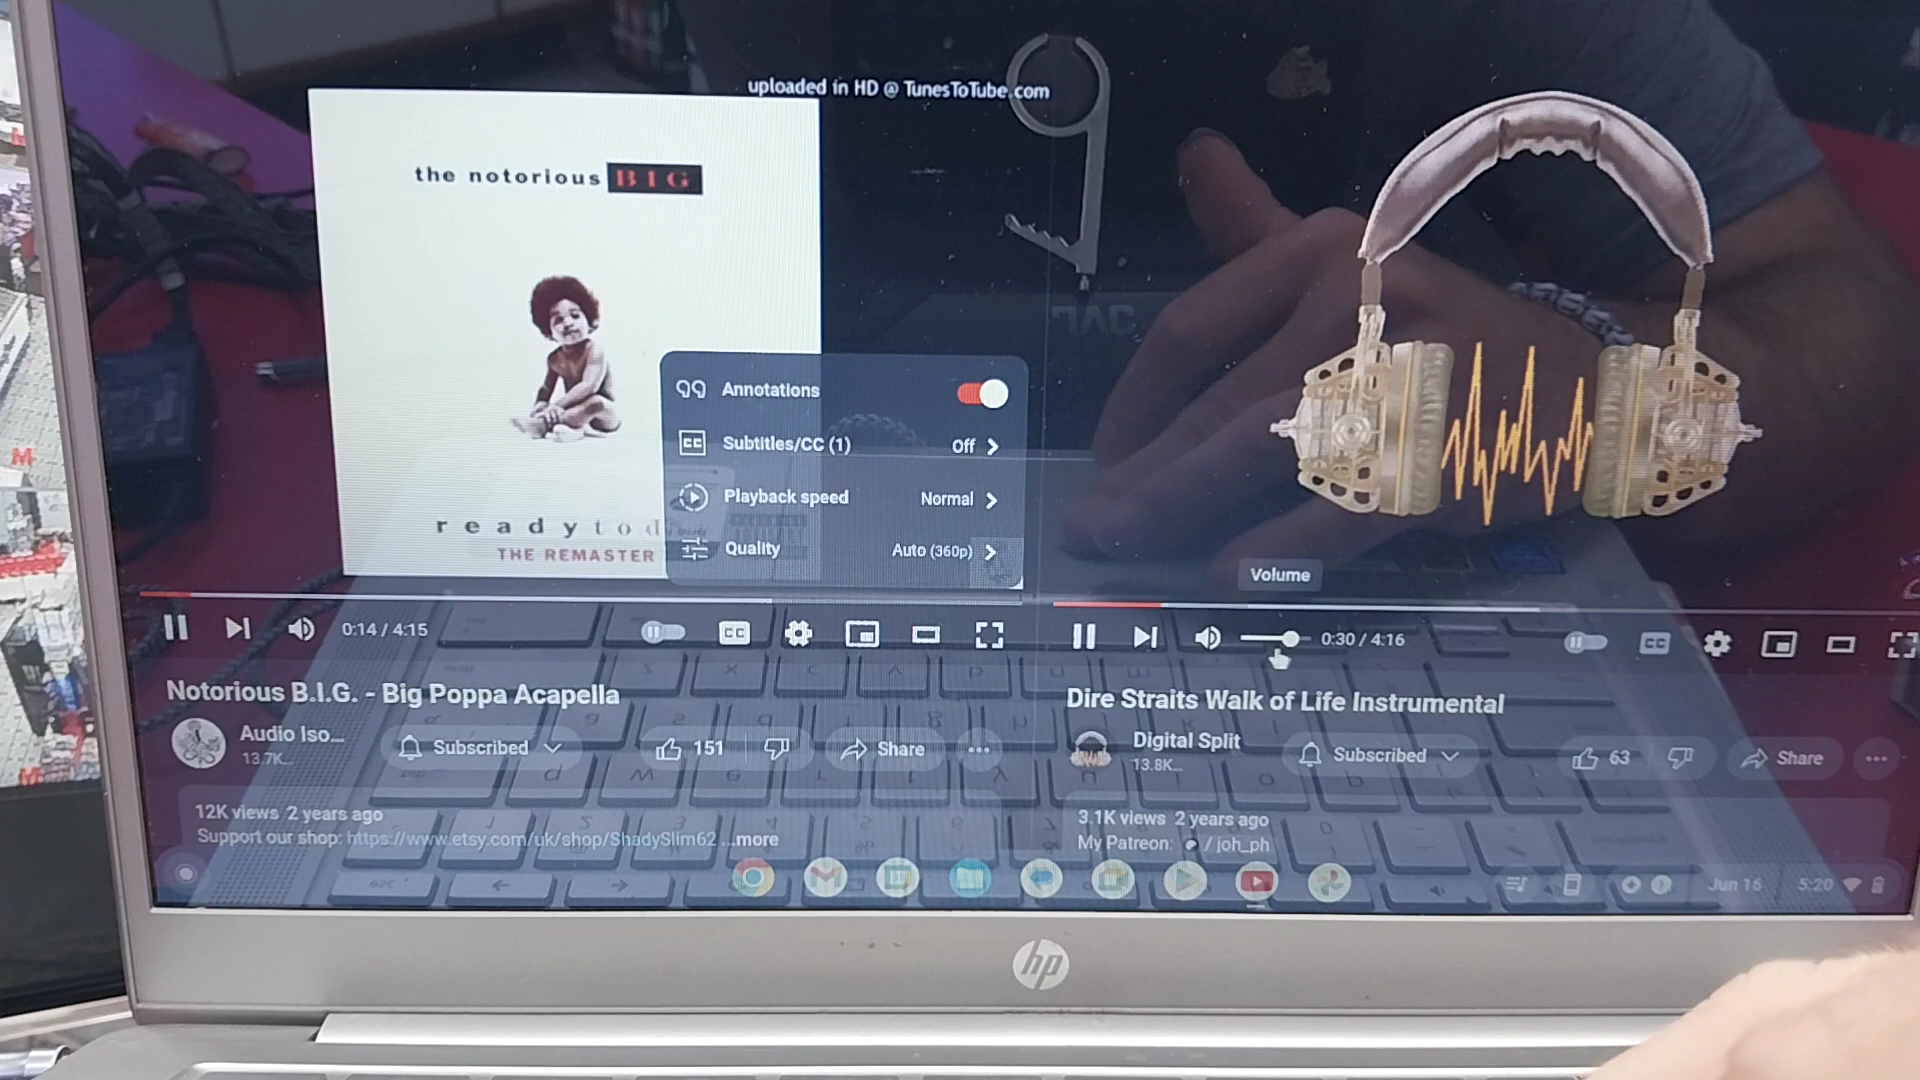 uploaded in HD @ TunesToTube.com
the notorious BIG
ready to d
THE REMASTER
Annotations
CC Subtitles/CC (1) Off
Playback speed Normal
Quality Auto (360p)
Volume
0:14 / 4:15
CC
0:30 / 4:16
CC
Notorious B.I.G. - Big Poppa Acapella
Audio Iso...
13.7K...
Subscribed
151
Share
12K views 2 years ago
Support our shop: https://www.etsy.com/uk/shop/ShadySlim62 ...more
Dire Straits Walk of Life Instrumental
Digital Split
13.8K...
Subscribed
63
Share
3.1K views 2 years ago
My Patreon: / joh_ph
Jun 16
5:20
hp